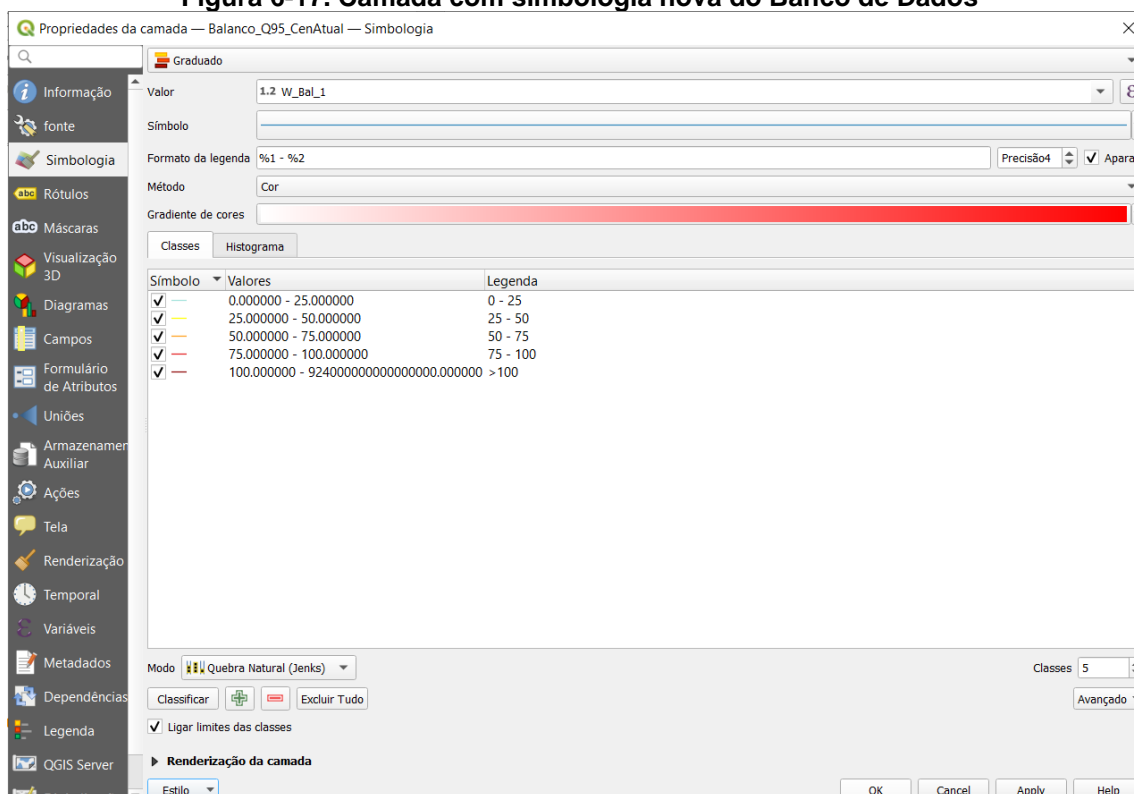 Figura 6-17. Camada com simbologia nova do Banco de Dados
Propriedades da camada — Balanco_Q95_CenAtual — Simbologia
Graduado
Informação
Valor 1.2 W_Bal_1
fonte
Símbolo
Simbologia
Formato da legenda %1 - %2 Precisão4 Apara
Rótulos
Método Cor
Máscaras
Gradiente de cores
Classes Histograma
Visualização
3D
Símbolo Valores Legenda
0.000000 - 25.000000 0 - 25
25.000000 - 50.000000 25 - 50
50.000000 - 75.000000 50 - 75
75.000000 - 100.000000 75 - 100
100.000000 - 924000000000000000.000000 >100
Diagramas
Campos
Formulário
de Atributos
Uniões
Armazenamen
Auxiliar
Ações
Tela
Renderização
Temporal
Variáveis
Metadados
Modo Quebra Natural (Jenks) Classes 5
Dependências
Classificar Excluir Tudo Avançado
Legenda
Ligar limites das classes
QGIS Server
Renderização da camada
Estilo OK Cancel Apply Help